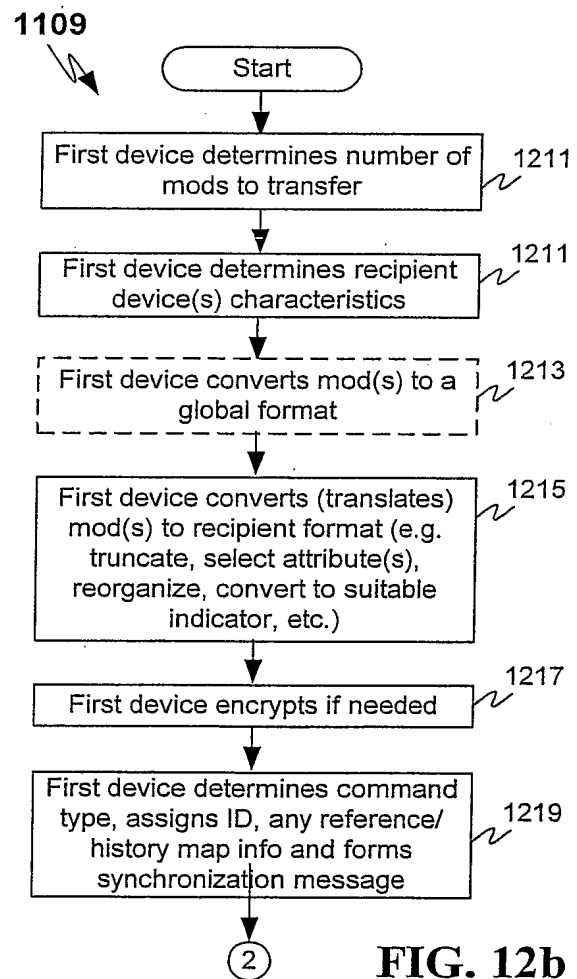 1109
Start
First device determines number of
mods to transfer
1211
First device determines recipient
device(s) characteristics
1211
First device converts mod(s) to a
global format
1213
First device converts (translates)
mod(s) to recipient format (e.g.
truncate, select attribute(s),
reorganize, convert to suitable
indicator, etc.)
1215
First device encrypts if needed
1217
First device determines command
type, assigns ID, any reference/
history map info and forms
synchronization message
1219
2
FIG. 12b